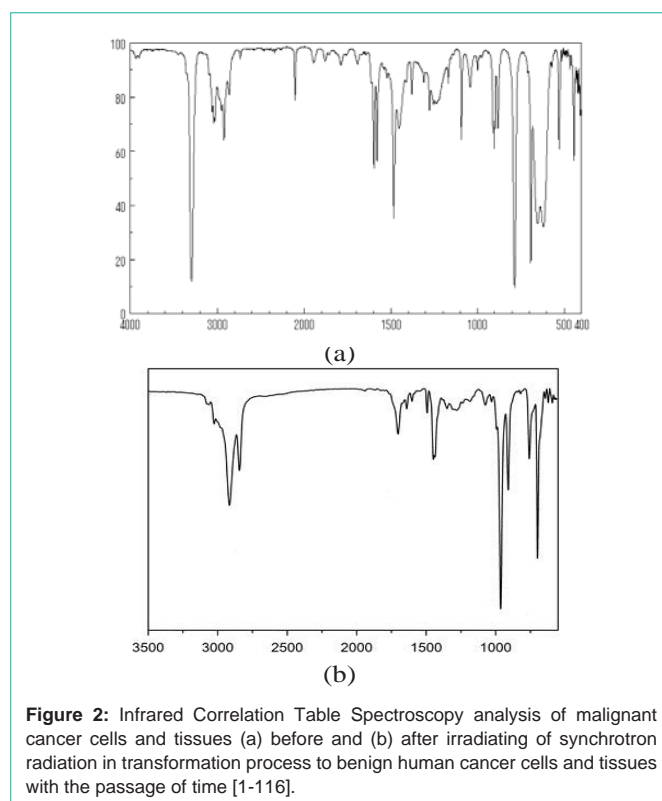 100
80
60
40
20
0
4000 3000 2000 1500 1000 500 400
(a)
3500 3000 2500 2000 1500 1000
(b)
Figure 2: Infrared Correlation Table Spectroscopy analysis of malignant
cancer cells and tissues (a) before and (b) after irradiating of synchrotron
radiation in transformation process to benign human cancer cells and tissues
with the passage of time [1-116].